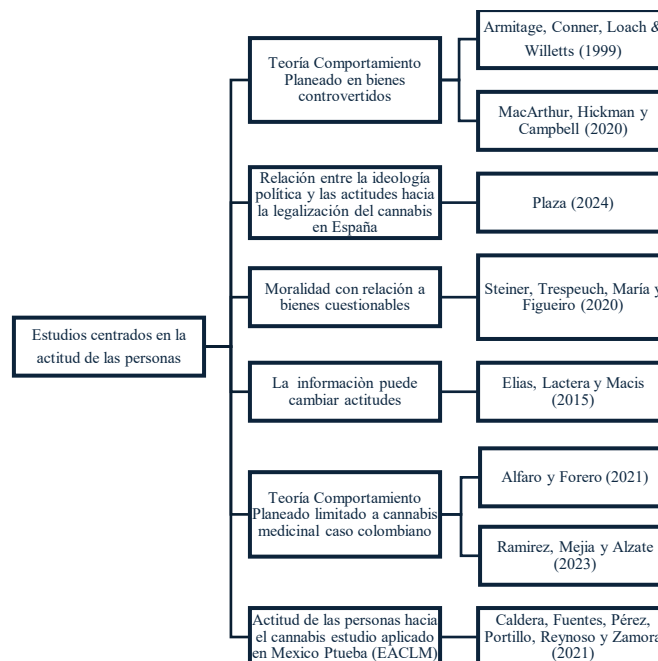 Estudios centrados en la
actitud de las personas
Teoría Comportamiento
Planeado en bienes
controvertidos
Armitage, Conner, Loach &
Willetts (1999)
MacArthur, Hickman y
Campbell (2020)
Relación entre la ideología
política y las actitudes hacia
la legalización del cannabis
en España
Plaza (2024)
Moralidad con relación a
bienes cuestionables
Steiner, Trespeuch, María y
Figueiro (2020)
La informaciòn puede
cambiar actitudes
Elias, Lactera y Macis
(2015)
Teoría Comportamiento
Planeado limitado a cannabis
medicinal caso colombiano
Alfaro y Forero (2021)
Ramirez, Mejia y Alzate
(2023)
Actitud de las personas hacia
el cannabis estudio aplicado
en Mexico Ptueba (EACLM)
Caldera, Fuentes, Pérez,
Portillo, Reynoso y Zamora
(2021)